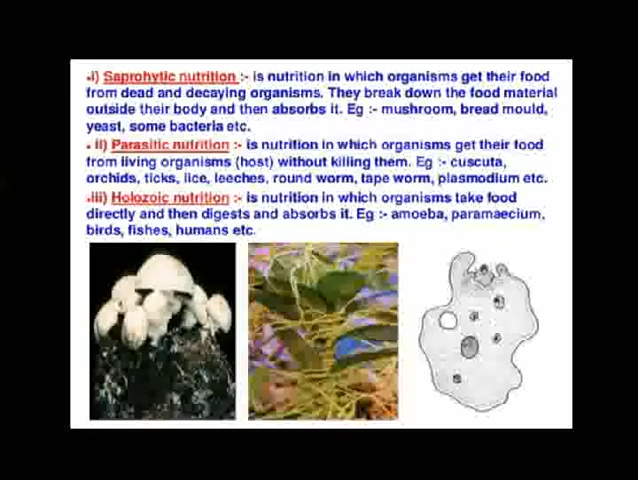 i) Saprohytic nutrition :- is nutrition in which organisms get their food
from dead and decaying organisms. They break down the food material
outside their body and then absorbs it. Eg :- mushroom, bread mould,
yeast, some bacteria etc.
ii) Parasitic nutrition :- is nutrition in which organisms get their food
from living organisms (host) without killing them. Eg :- cuscuta,
orchids, ticks, lice, leeches, round worm, tape worm, plasmodium etc.
iii) Holozoic nutrition :- is nutrition in which organisms take food
directly and then digests and absorbs it. Eg :- amoeba, paramaecium,
birds, fishes, humans etc.